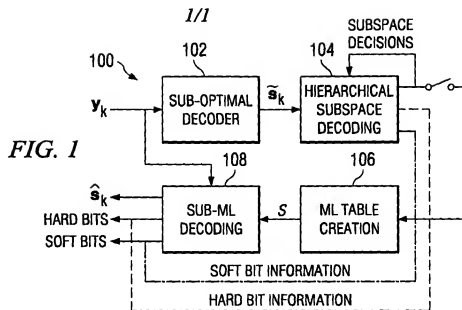 1/1
SUBSPACE
DECISIONS
102
104
100
y_k
SUB-OPTIMAL
DECODER
s̃_k
HIERARCHICAL
SUBSPACE
DECODING
FIG. 1
108
106
ŝ_k
HARD BITS
SOFT BITS
SUB-ML
DECODING
S
ML TABLE
CREATION
SOFT BIT INFORMATION
HARD BIT INFORMATION